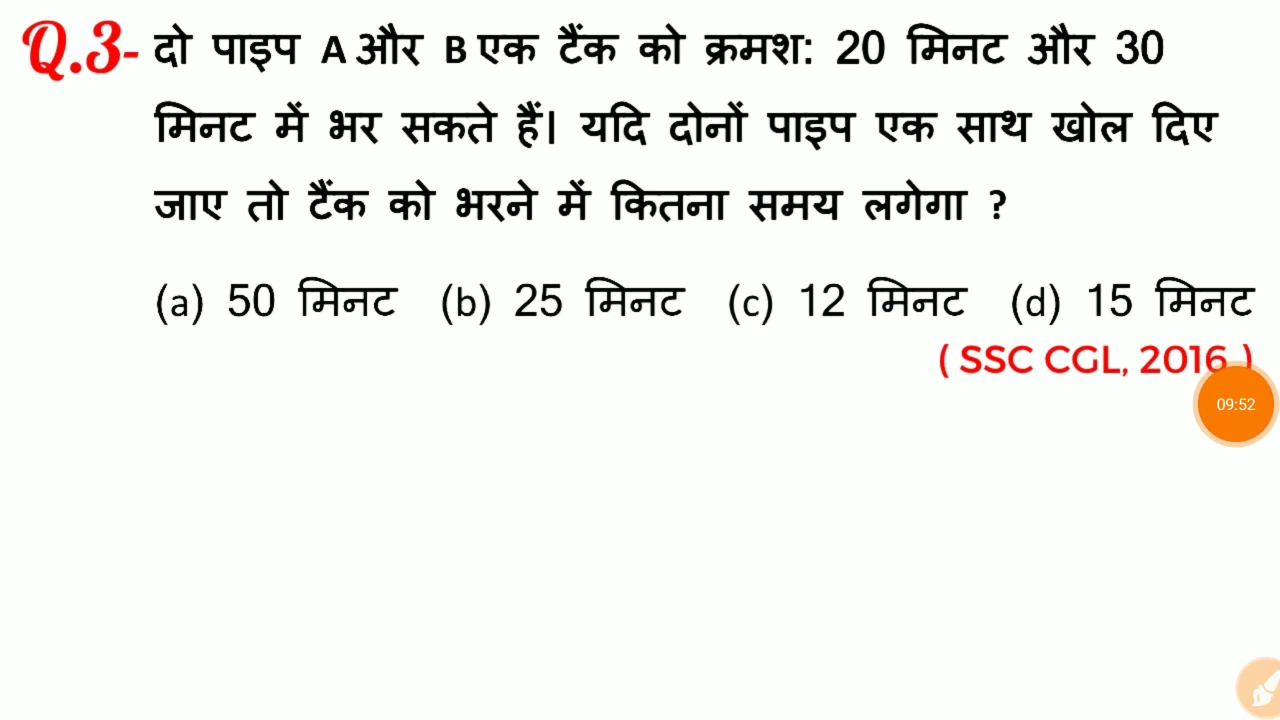 Q.3- दो पाइप A और B एक टैंक को क्रमश: 20 मिनट और 30
मिनट में भर सकते हैं। यदि दोनों पाइप एक साथ खोल दिए
जाए तो टैंक को भरने में कितना समय लगेगा ?
(a) 50 मिनट (b) 25 मिनट (c) 12 मिनट (d) 15 मिनट
( SSC CGL, 2016 )
09:52